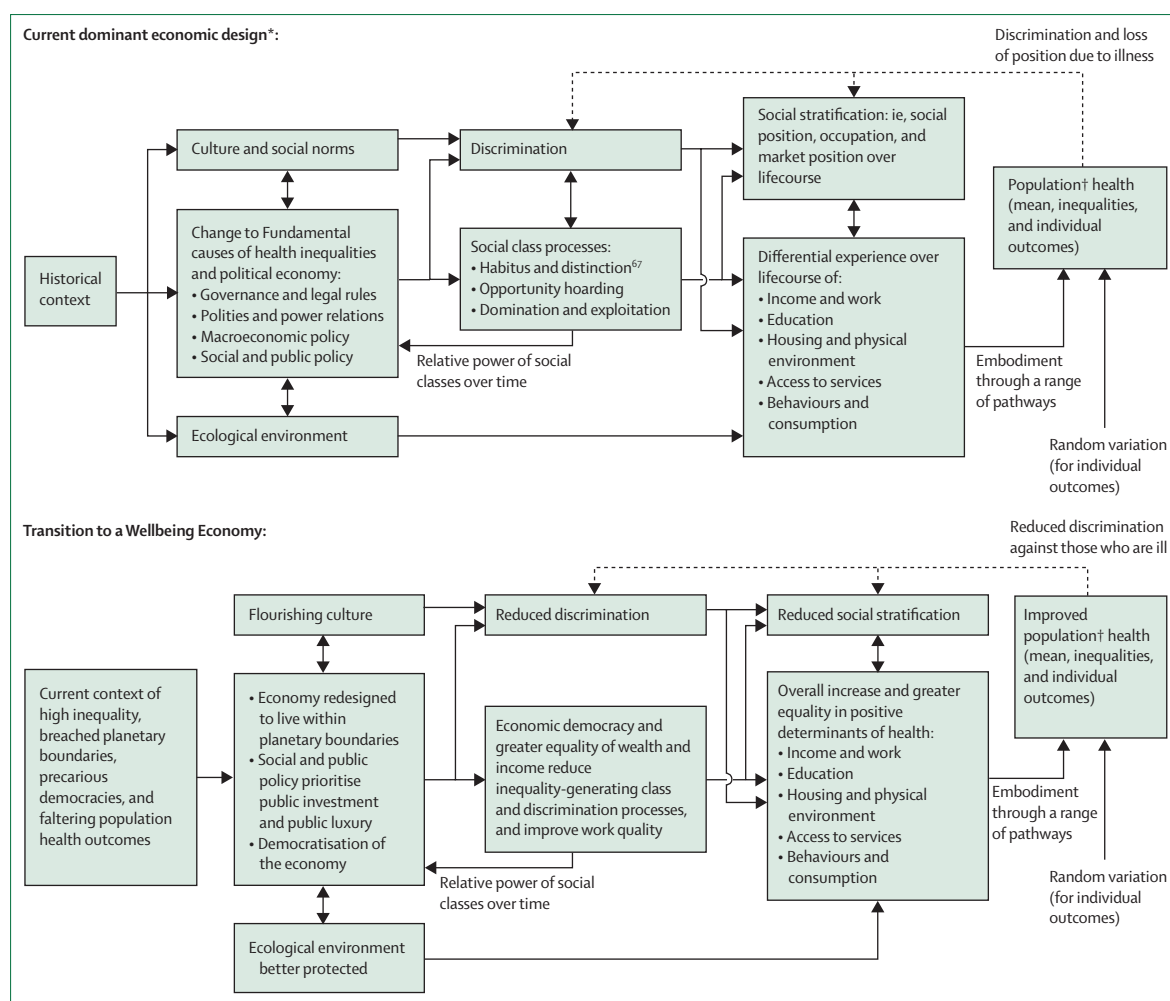 Current dominant economic design*:
Discrimination and loss
of position due to illness
Culture and social norms
Discrimination
Social stratification: ie, social
position, occupation, and
market position over
lifecourse
Population† health
(mean, inequalities,
and individual
outcomes)
Historical
context
Change to Fundamental
causes of health inequalities
and political economy:
• Governance and legal rules
• Polities and power relations
• Macroeconomic policy
• Social and public policy
Social class processes:
• Habitus and distinction⁶⁷
• Opportunity hoarding
• Domination and exploitation
Relative power of social
classes over time
Differential experience over
lifecourse of:
• Income and work
• Education
• Housing and physical
environment
• Access to services
• Behaviours and
consumption
Embodiment
through a range
of pathways
Ecological environment
Random variation
(for individual
outcomes)
Transition to a Wellbeing Economy:
Reduced discrimination
against those who are ill
Flourishing culture
Reduced discrimination
Reduced social stratification
Improved
population† health
(mean, inequalities,
and individual
outcomes)
Current context of
high inequality,
breached planetary
boundaries,
precarious
democracies, and
faltering population
health outcomes
• Economy redesigned
to live within
planetary boundaries
• Social and public
policy prioritise
public investment
and public luxury
• Democratisation of
the economy
Economic democracy and
greater equality of wealth and
income reduce
inequality-generating class
and discrimination processes,
and improve work quality
Relative power of social
classes over time
Overall increase and greater
equality in positive
determinants of health:
• Income and work
• Education
• Housing and physical
environment
• Access to services
• Behaviours and
consumption
Embodiment
through a range
of pathways
Random variation
(for individual
outcomes)
Ecological environment
better protected